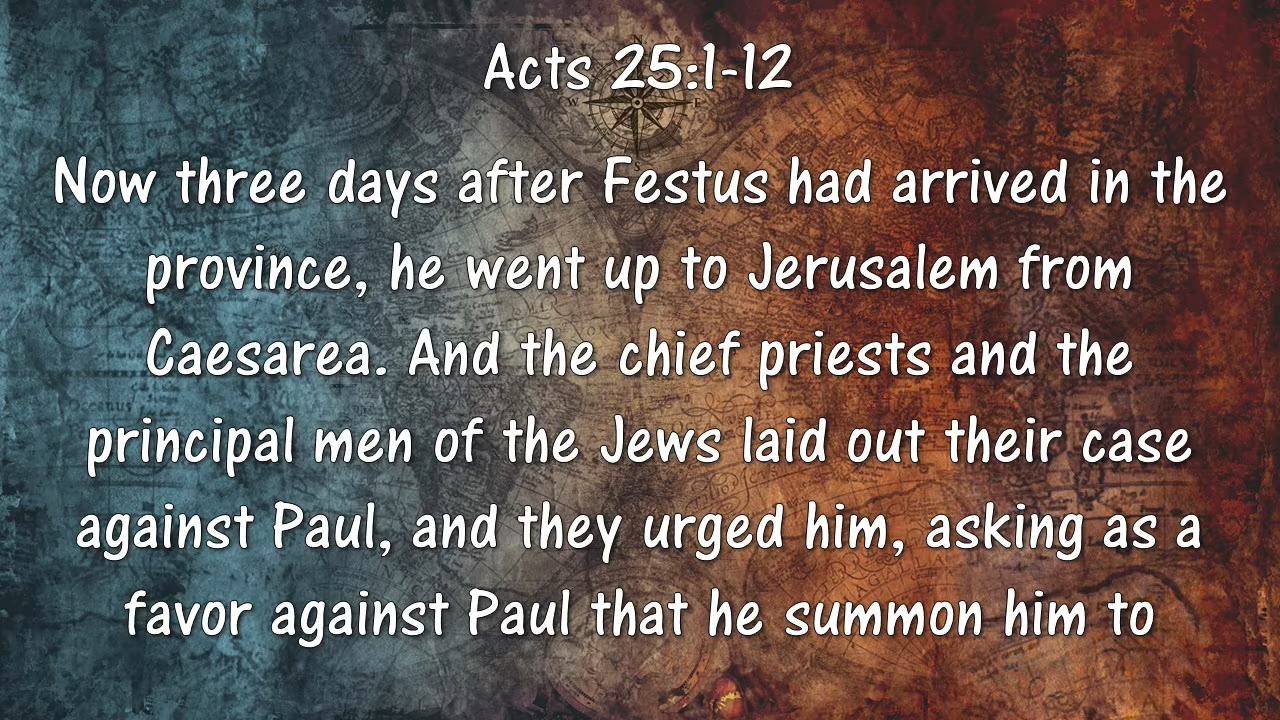 Acts 25:1-12
W E
Now three days after Festus had arrived in the
province, he went up to Jerusalem from
Caesarea. And the chief priests and the
principal men of the Jews laid out their case
Oceanus
against Paul, and they urged him, asking as a
favor against Paul that he summon him to